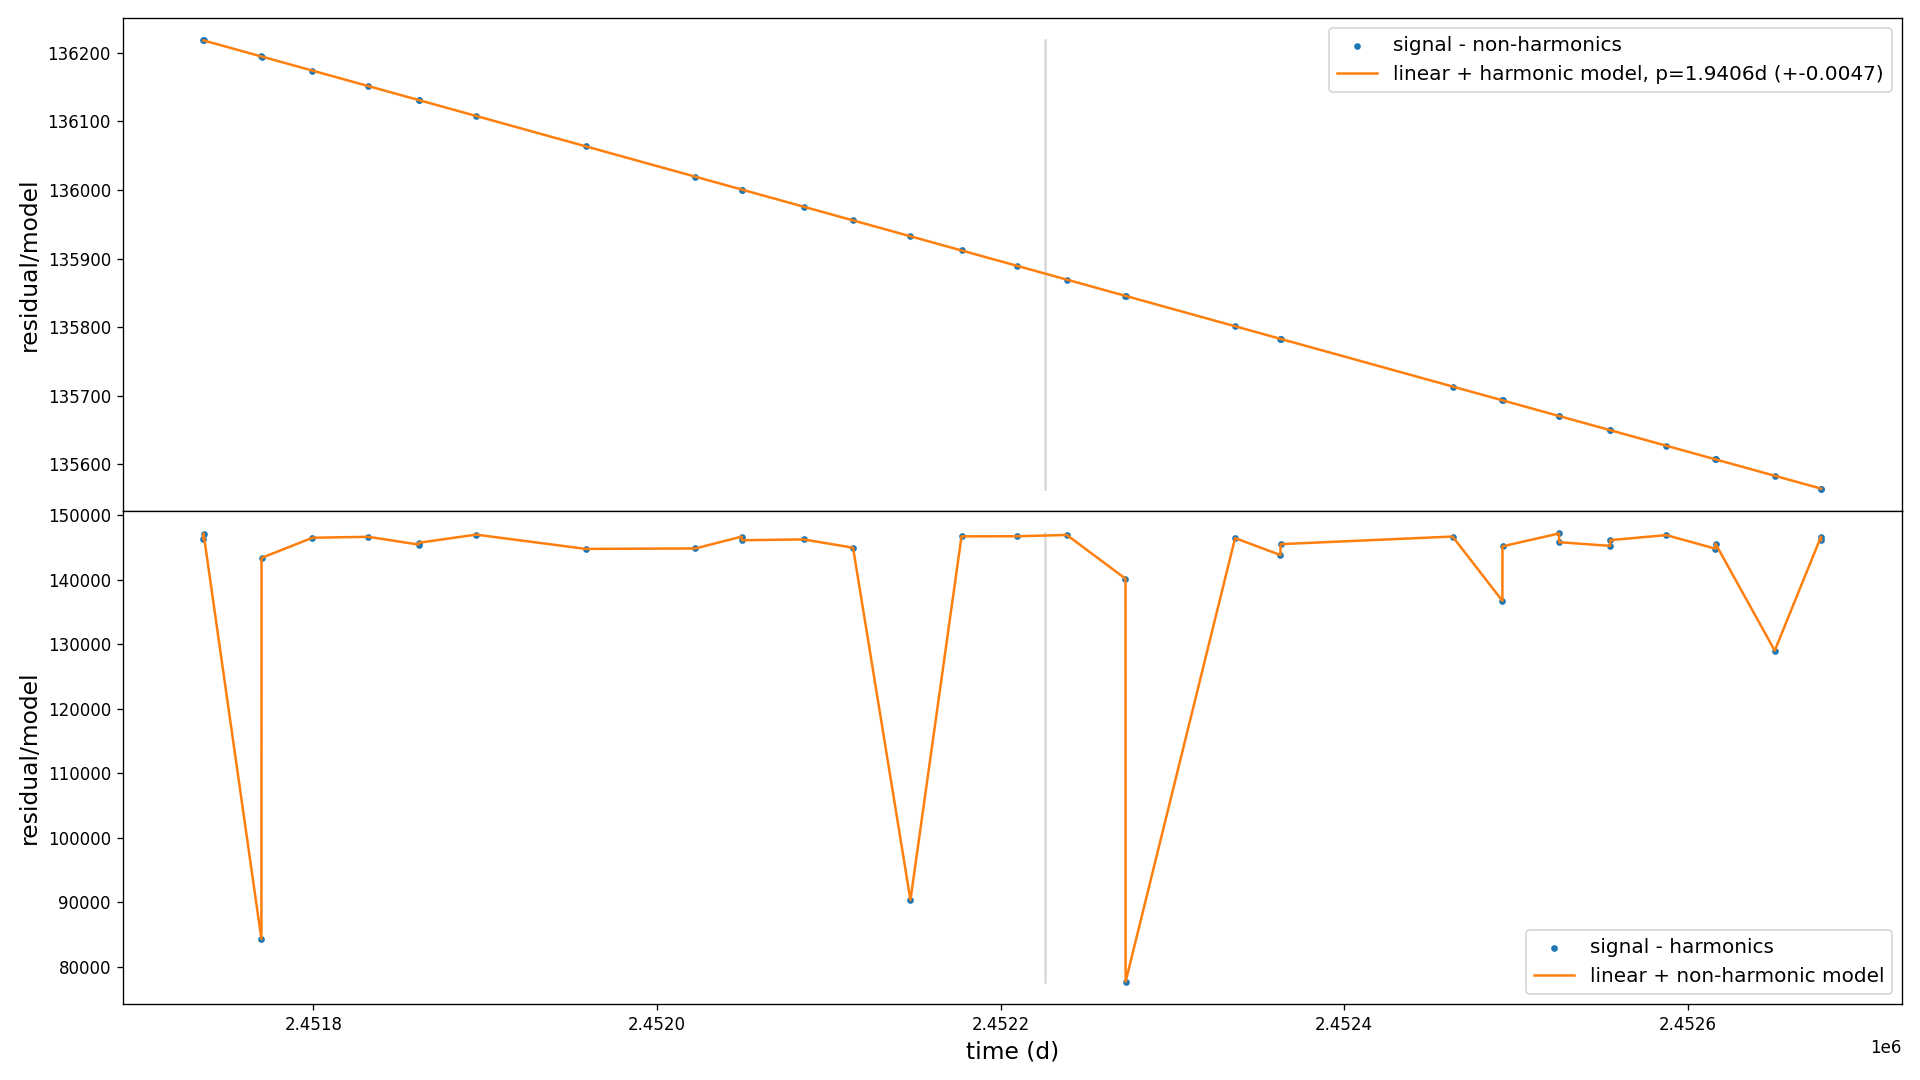 136200
136100
136000
135900
135800
135700
135600
residual/model
signal - non-harmonics
linear + harmonic model, p=1.9406d (+-0.0047)
150000
140000
130000
120000
110000
100000
90000
80000
residual/model
signal - harmonics
linear + non-harmonic model
2.4518
2.4520
2.4522
2.4524
2.4526
1e6
time (d)